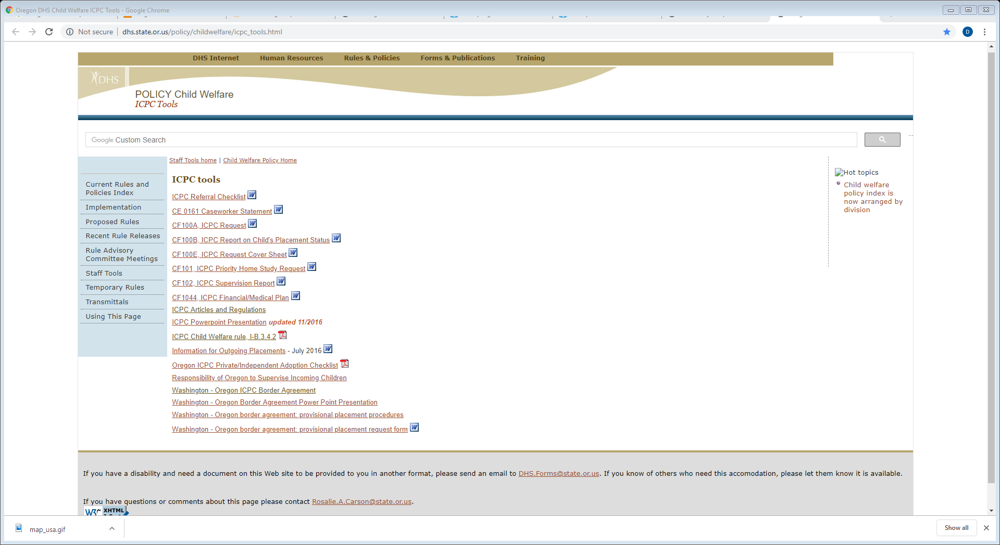 Oregon DHS Child Welfare ICPC Tools - Google Chrome
Not secure | dhs.state.or.us/policy/childwelfare/icpc_tools.html
D
DHS Internet Human Resources Rules & Policies Forms & Publications Training
DHS
POLICY Child Welfare
ICPC Tools
Google Custom Search
Staff Tools home | Child Welfare Policy Home
Current Rules and
Policies Index
Implementation
Proposed Rules
Recent Rule Releases
Rule Advisory
Committee Meetings
Staff Tools
Temporary Rules
Transmittals
Using This Page
ICPC tools
ICPC Referral Checklist
CE 0161 Caseworker Statement
CF100A, ICPC Request
CF100B, ICPC Report on Child's Placement Status
CF100E, ICPC Request Cover Sheet
CF101, ICPC Priority Home Study Request
CF102, ICPC Supervision Report
CF1044, ICPC Financial/Medical Plan
ICPC Articles and Regulations
ICPC Powerpoint Presentation updated 11/2016
ICPC Child Welfare rule, I-B.3.4.2
Information for Outgoing Placements - July 2016
Oregon ICPC Private/Independent Adoption Checklist
Responsibility of Oregon to Supervise Incoming Children
Washington - Oregon ICPC Border Agreement
Washington - Oregon Border Agreement Power Point Presentation
Washington - Oregon border agreement: provisional placement procedures
Washington - Oregon border agreement: provisional placement request form
Hot topics
Child welfare
policy index is
now arranged by
division
If you have a disability and need a document on this Web site to be provided to you in another format, please send an email to DHS.Forms@state.or.us. If you know of others who need this accomodation, please let them know it is available.
If you have questions or comments about this page please contact Rosalie.A.Carson@state.or.us.
W3C XHTML
map_usa.gif
Show all